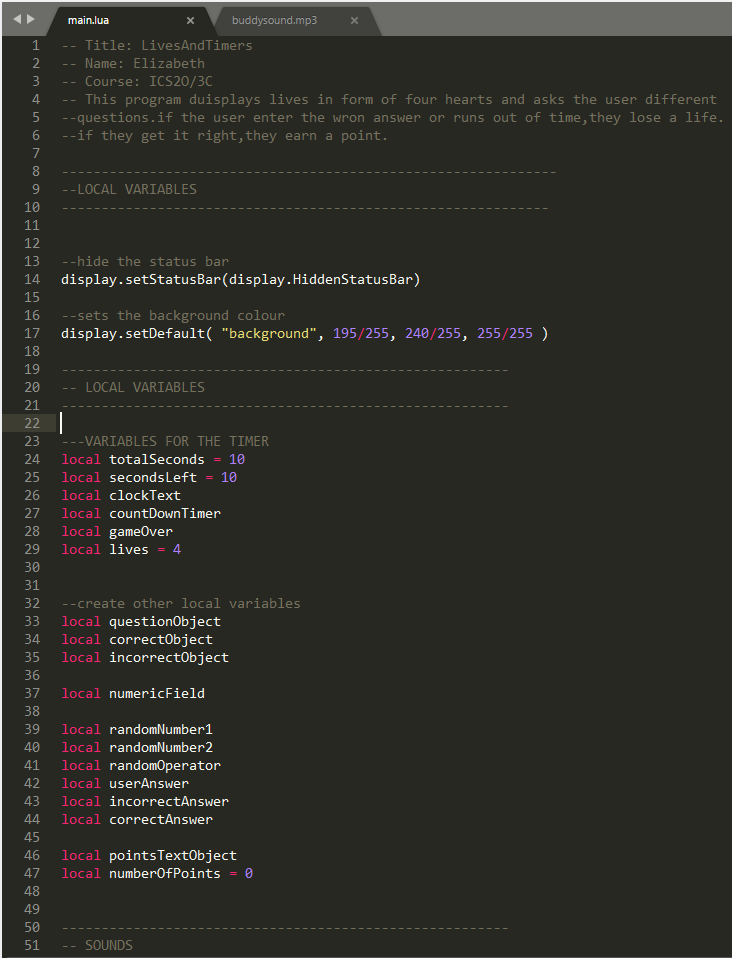 main.lua × buddysound.mp3 ×
1 -- Title: LivesAndTimers
2 -- Name: Elizabeth
3 -- Course: ICS2O/3C
4 -- This program duisplays lives in form of four hearts and asks the user different
5 --questions.if the user enter the wron answer or runs out of time,they lose a life.
6 --if they get it right,they earn a point.
7
8 --------------------------------------------------------------
9 --LOCAL VARIABLES
10 -------------------------------------------------------------
11
12
13 --hide the status bar
14 display.setStatusBar(display.HiddenStatusBar)
15
16 --sets the background colour
17 display.setDefault( "background", 195/255, 240/255, 255/255 )
18
19 --------------------------------------------------------
20 -- LOCAL VARIABLES
21 --------------------------------------------------------
22
23 ---VARIABLES FOR THE TIMER
24 local totalSeconds = 10
25 local secondsLeft = 10
26 local clockText
27 local countDownTimer
28 local gameOver
29 local lives = 4
30
31
32 --create other local variables
33 local questionObject
34 local correctObject
35 local incorrectObject
36
37 local numericField
38
39 local randomNumber1
40 local randomNumber2
41 local randomOperator
42 local userAnswer
43 local incorrectAnswer
44 local correctAnswer
45
46 local pointsTextObject
47 local numberOfPoints = 0
48
49
50 --------------------------------------------------------
51 -- SOUNDS